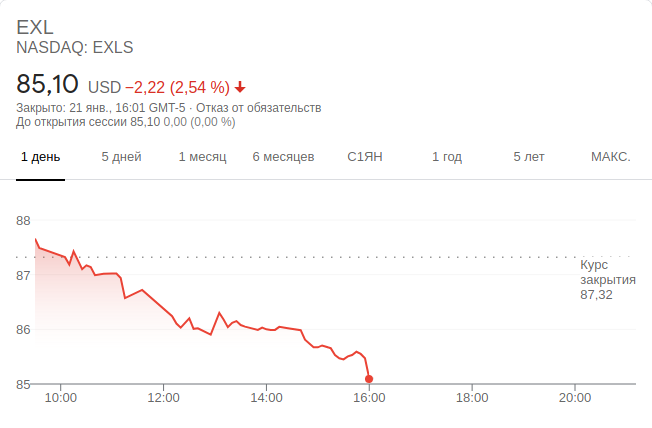 EXL
NASDAQ: EXLS
85,10 USD −2,22 (2,54 %)
Закрыто: 21 янв., 16:01 GMT-5 · Отказ от обязательств
До открытия сессии 85,10 0,00 (0,00 %)
1 день 5 дней 1 месяц 6 месяцев С1ЯН 1 год 5 лет МАКС.
88
Курс
закрытия
87,32
87
86
85
10:00 12:00 14:00 16:00 18:00 20:00